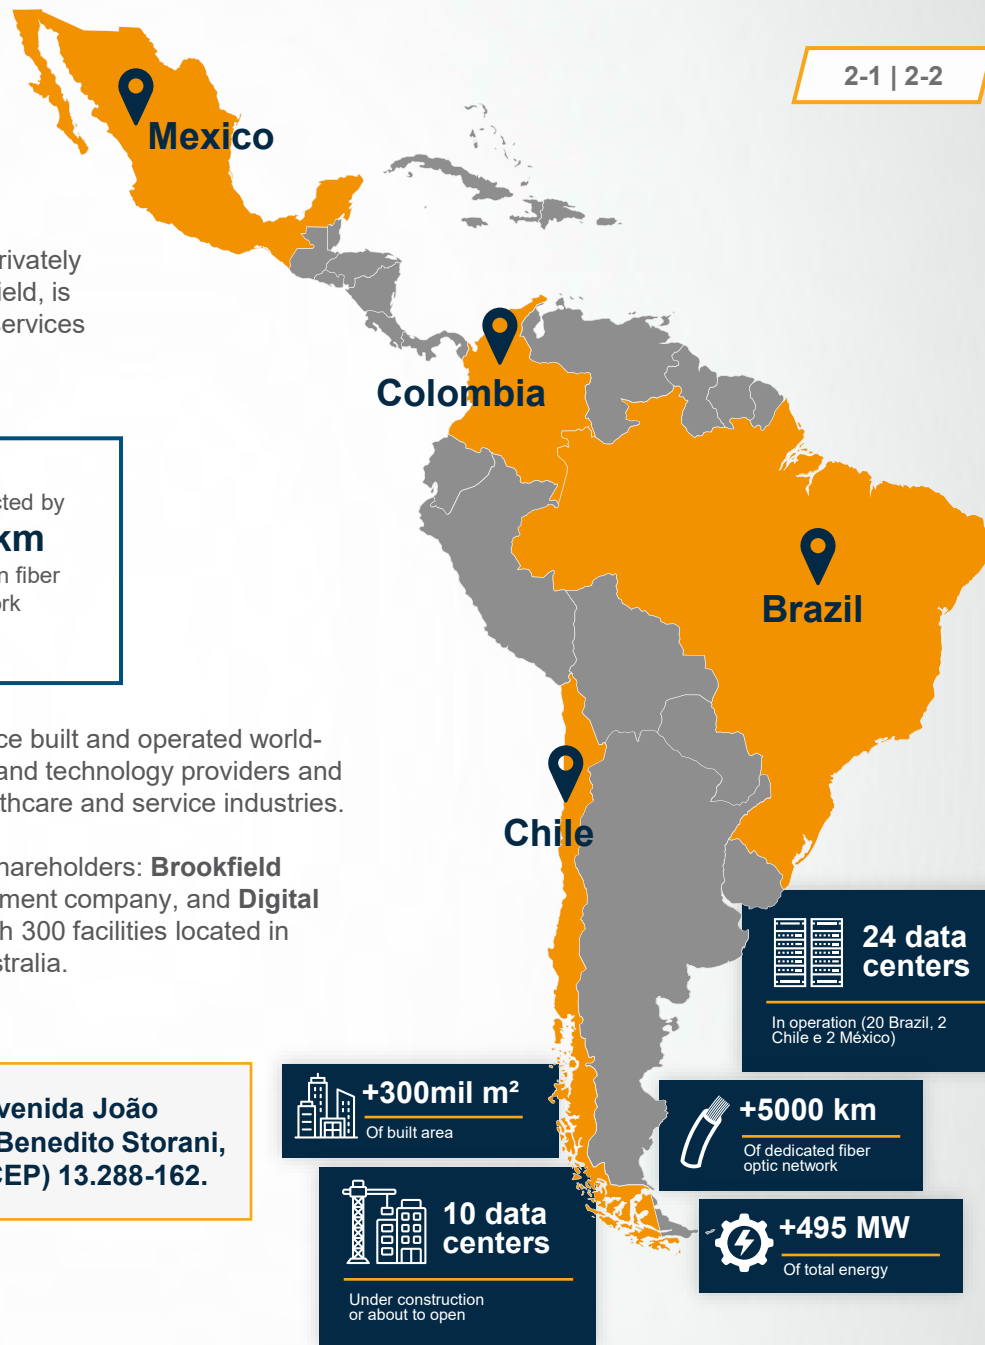 2-1 | 2-2
Mexico
rivately
ield, is
services
Colombia
cted by
km
n fiber
rk
Brazil
ce built and operated world-
and technology providers and
lthcare and service industries.
Chile
shareholders: Brookfield
ment company, and Digital
h 300 facilities located in
stralia.
24 data
centers
In operation (20 Brazil, 2
Chile e 2 México)
venida João
Benedito Storani,
CEP) 13.288-162.
+300mil m²
Of built area
+5000 km
Of dedicated fiber
optic network
10 data
centers
Under construction
or about to open
+495 MW
Of total energy